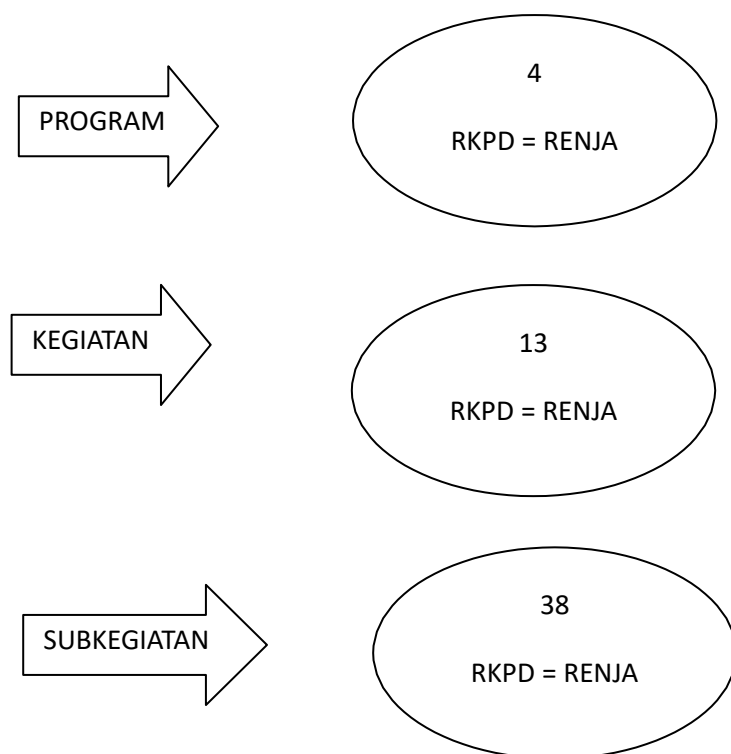 PROGRAM
4
RKPD = RENJA
KEGIATAN
13
RKPD = RENJA
SUBKEGIATAN
38
RKPD = RENJA